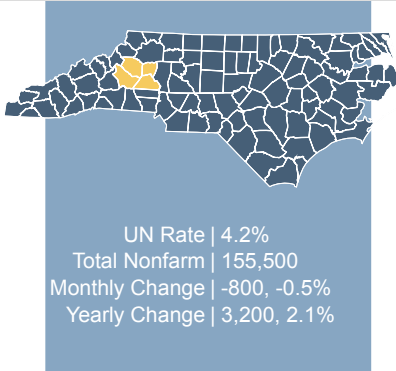 UN Rate | 4.2%
Total Nonfarm | 155,500
Monthly Change | -800, -0.5%
Yearly Change | 3,200, 2.1%